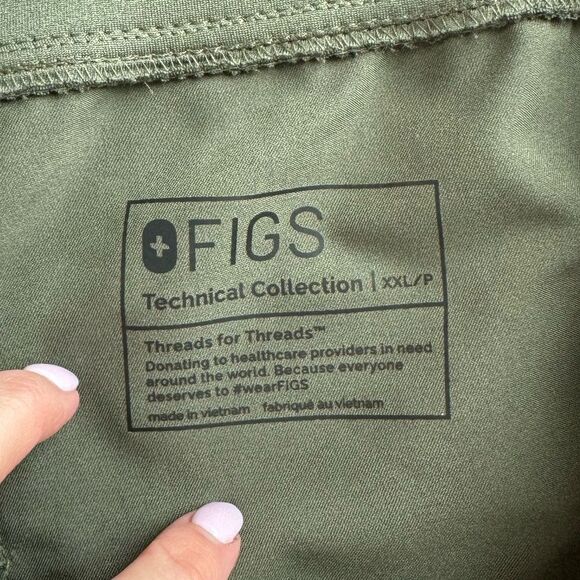 FIGS
Technical Collection | XXL/P
Threads for Threads™
Donating to healthcare providers in need
around the world. Because everyone
deserves to #wearFIGS
made in vietnam fabriqué au vietnam